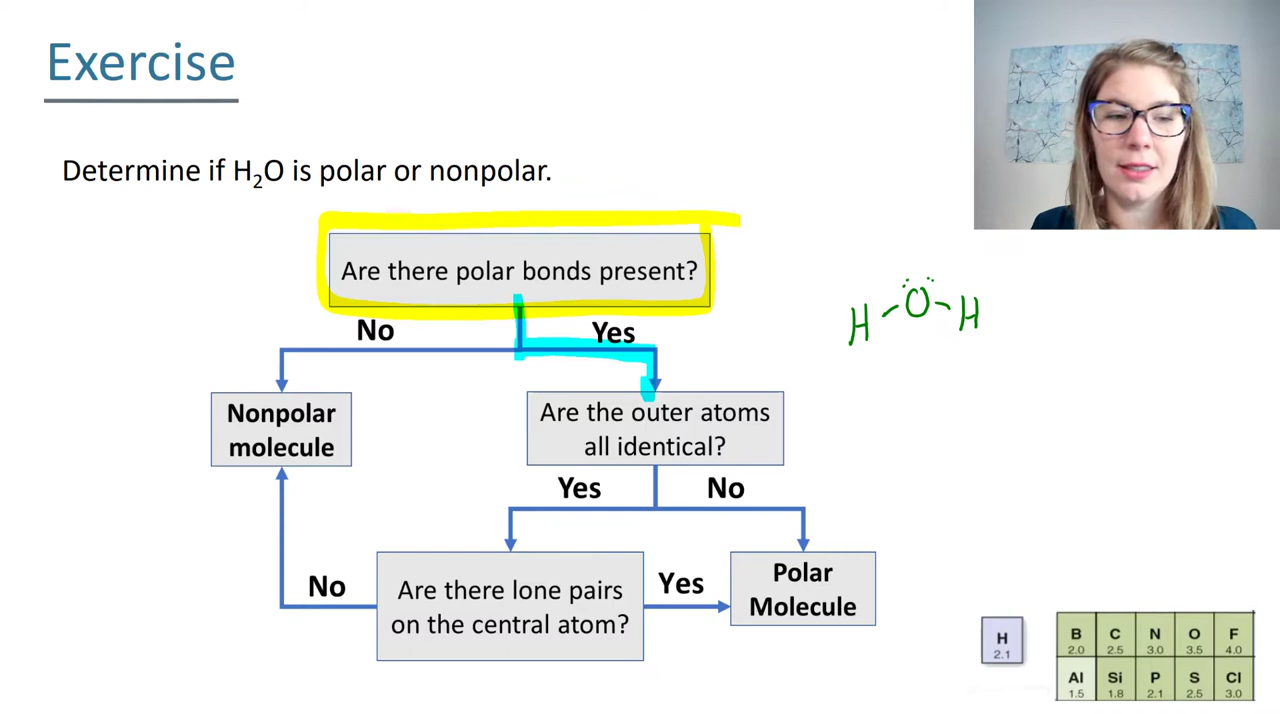 Exercise
Determine if H₂O is polar or nonpolar.
Are there polar bonds present?
No
Yes
H - O - H
Nonpolar
molecule
Are the outer atoms
all identical?
Yes
No
No
Are there lone pairs
on the central atom?
Yes
Polar
Molecule
H
2.1
B C N O F
2.0 2.5 3.0 3.5 4.0
Al Si P S Cl
1.5 1.8 2.1 2.5 3.0